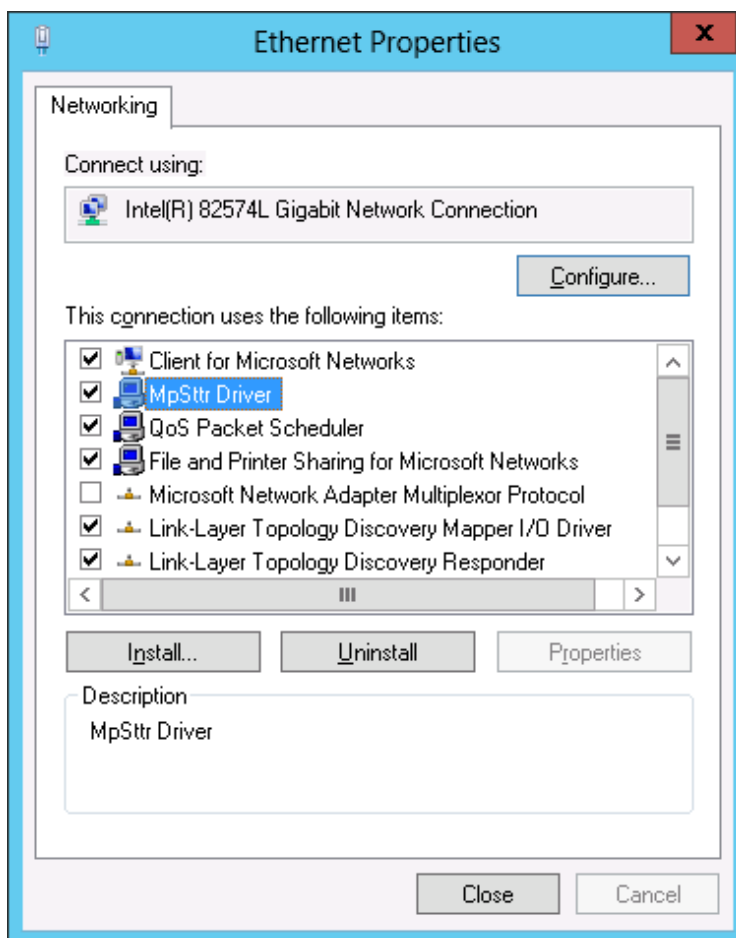 Ethernet Properties
x
Networking
Connect using:
Intel(R) 82574L Gigabit Network Connection
Configure...
This connection uses the following items:
Client for Microsoft Networks
MpSttr Driver
QoS Packet Scheduler
File and Printer Sharing for Microsoft Networks
Microsoft Network Adapter Multiplexor Protocol
Link-Layer Topology Discovery Mapper I/O Driver
Link-Layer Topology Discovery Responder
Install... Uninstall Properties
Description
MpSttr Driver
Close Cancel